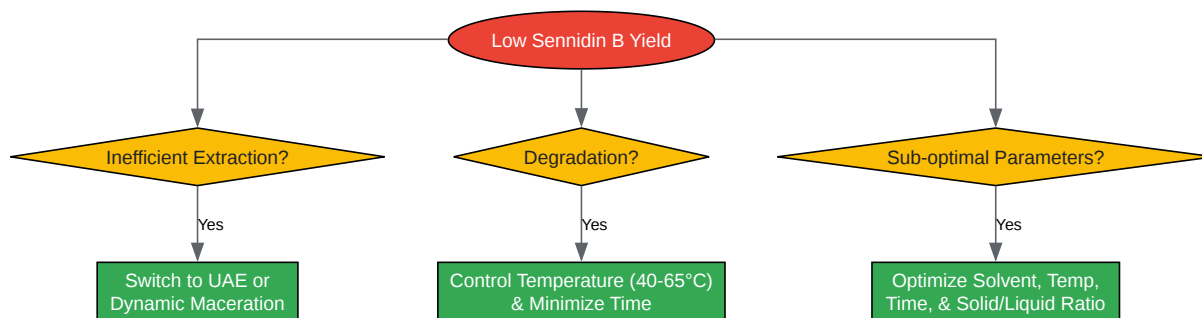 Low Sennidin B Yield
Inefficient Extraction?
Degradation?
Sub-optimal Parameters?
Yes
Yes
Yes
Switch to UAE or
Dynamic Maceration
Control Temperature (40-65°C)
& Minimize Time
Optimize Solvent, Temp,
Time, & Solid/Liquid Ratio